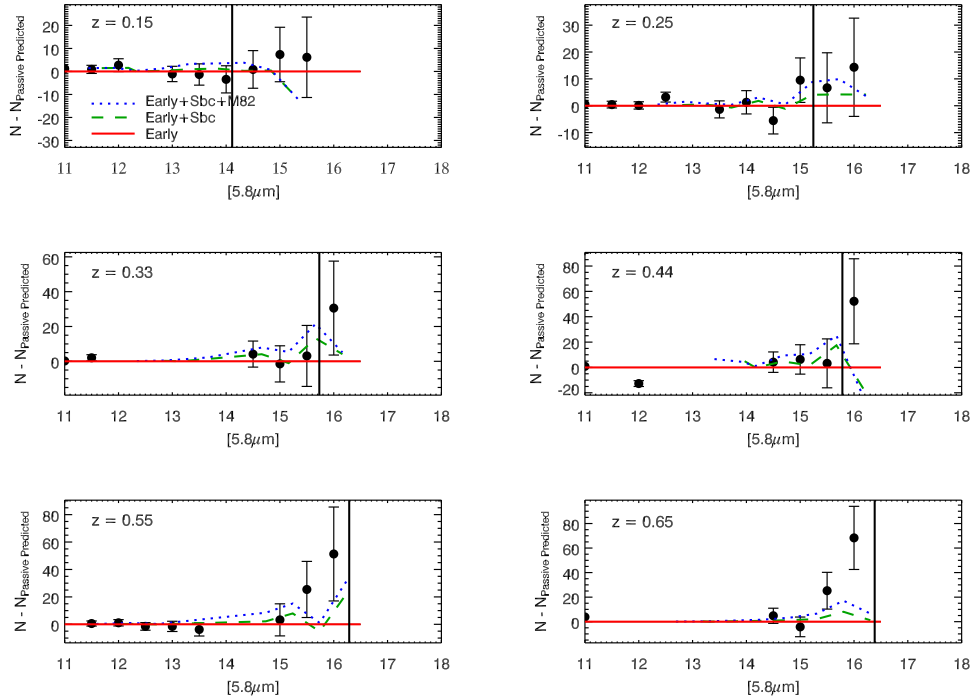 z = 0.15
N - NPassive Predicted
20
10
0
-10
-20
-30
Early+Sbc+M82
Early+Sbc
Early
11 12 13 14 15 16 17 18
[5.8μm]
z = 0.25
N - NPassive Predicted
30
20
10
0
-10
11 12 13 14 15 16 17 18
[5.8μm]
z = 0.33
N - NPassive Predicted
60
40
20
0
11 12 13 14 15 16 17 18
[5.8μm]
z = 0.44
N - NPassive Predicted
80
60
40
20
0
-20
11 12 13 14 15 16 17 18
[5.8μm]
z = 0.55
N - NPassive Predicted
80
60
40
20
0
11 12 13 14 15 16 17 18
[5.8μm]
z = 0.65
N - NPassive Predicted
80
60
40
20
0
11 12 13 14 15 16 17 18
[5.8μm]